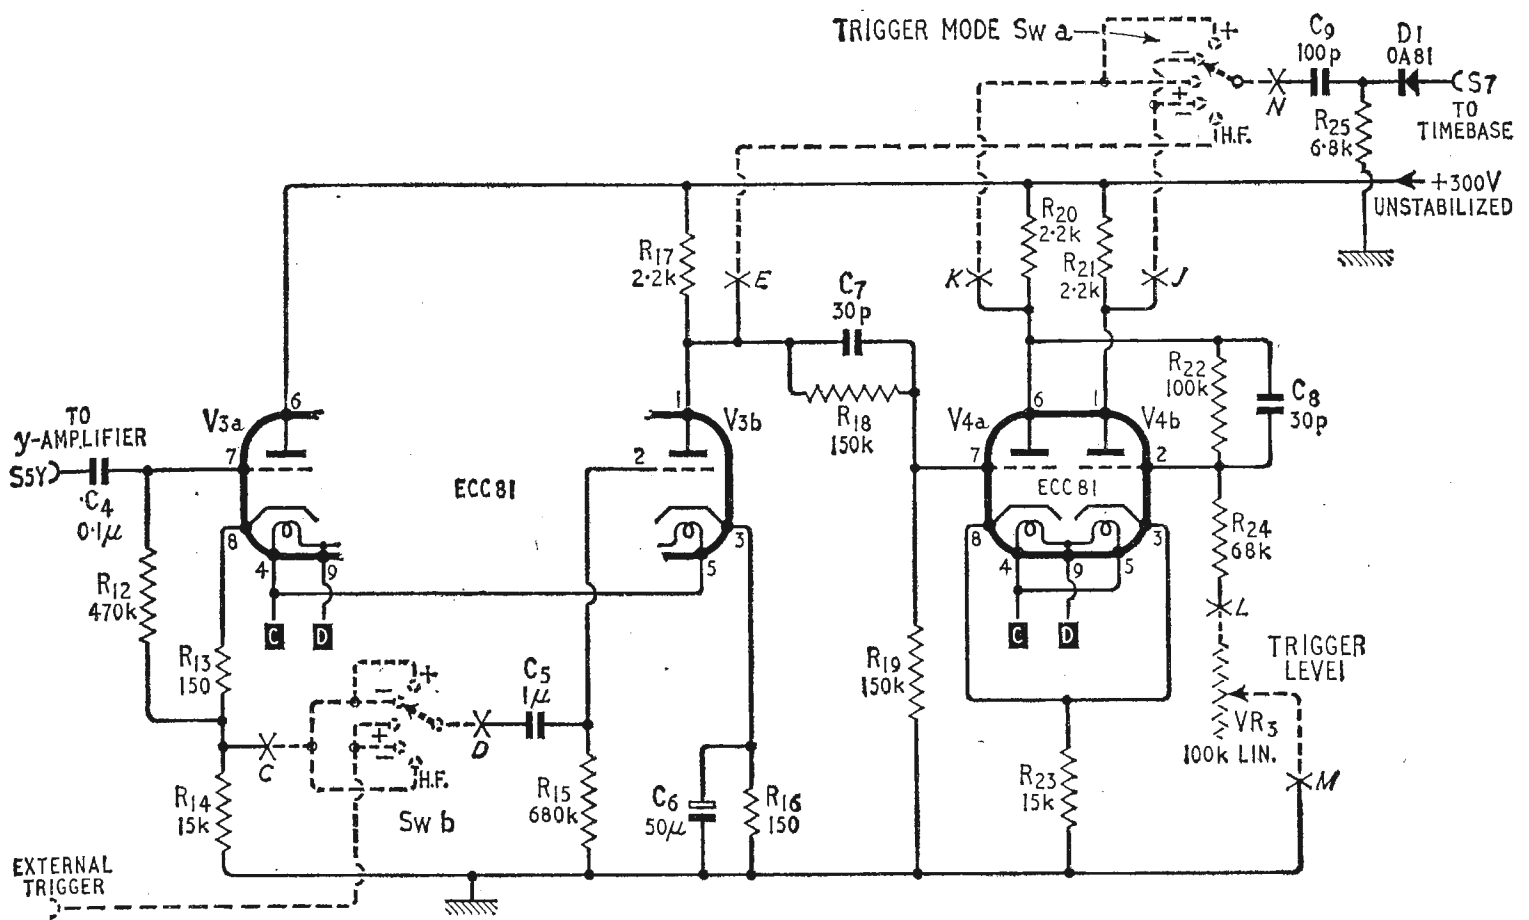 TRIGGER MODE Sw a
+
−
+
−
H.F.
N
C9
100p
D1
OA81
S7
TO
TIMEBASE
R25
6·8k
+300V
UNSTABILIZED
R17
2·2k
E
C7
30p
K
R20
2·2k
R21
2·2k
J
R18
150k
R22
100k
C8
30p
TO
y-AMPLIFIER
S5Y
C4
0·1μ
V3a
6
7
8
4
9
ECC81
V3b
1
2
3
5
V4a
V4b
6
1
7
2
ECC81
8
4
9
5
3
R12
470k
C
D
C
D
R24
68k
L
R13
150
R19
150k
TRIGGER
LEVEL
VR3
100k LIN.
M
+
−
+
−
H.F.
C
D
C5
1μ
Sw b
R14
15k
R15
680k
C6
50μ
R16
150
R23
15k
EXTERNAL
TRIGGER